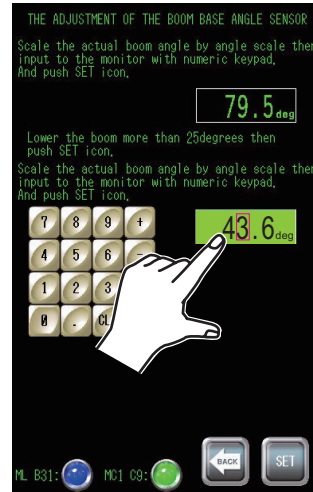 THE ADJUSTMENT OF THE BOOM BASE ANGLE SENSOR
Scale the actual boom angle by angle scale then
input to the monitor with numeric keypad.
And push SET icon.
79.5deg
Lower the boom more than 25degrees then
push SET icon.
Scale the actual boom angle by angle scale then
input to the monitor with numeric keypad.
And push SET icon.
7 8 9 +
43.6deg
4 5 6 -
1 2 3
0 .
BACK
SET
ML B31: MC1 C9: